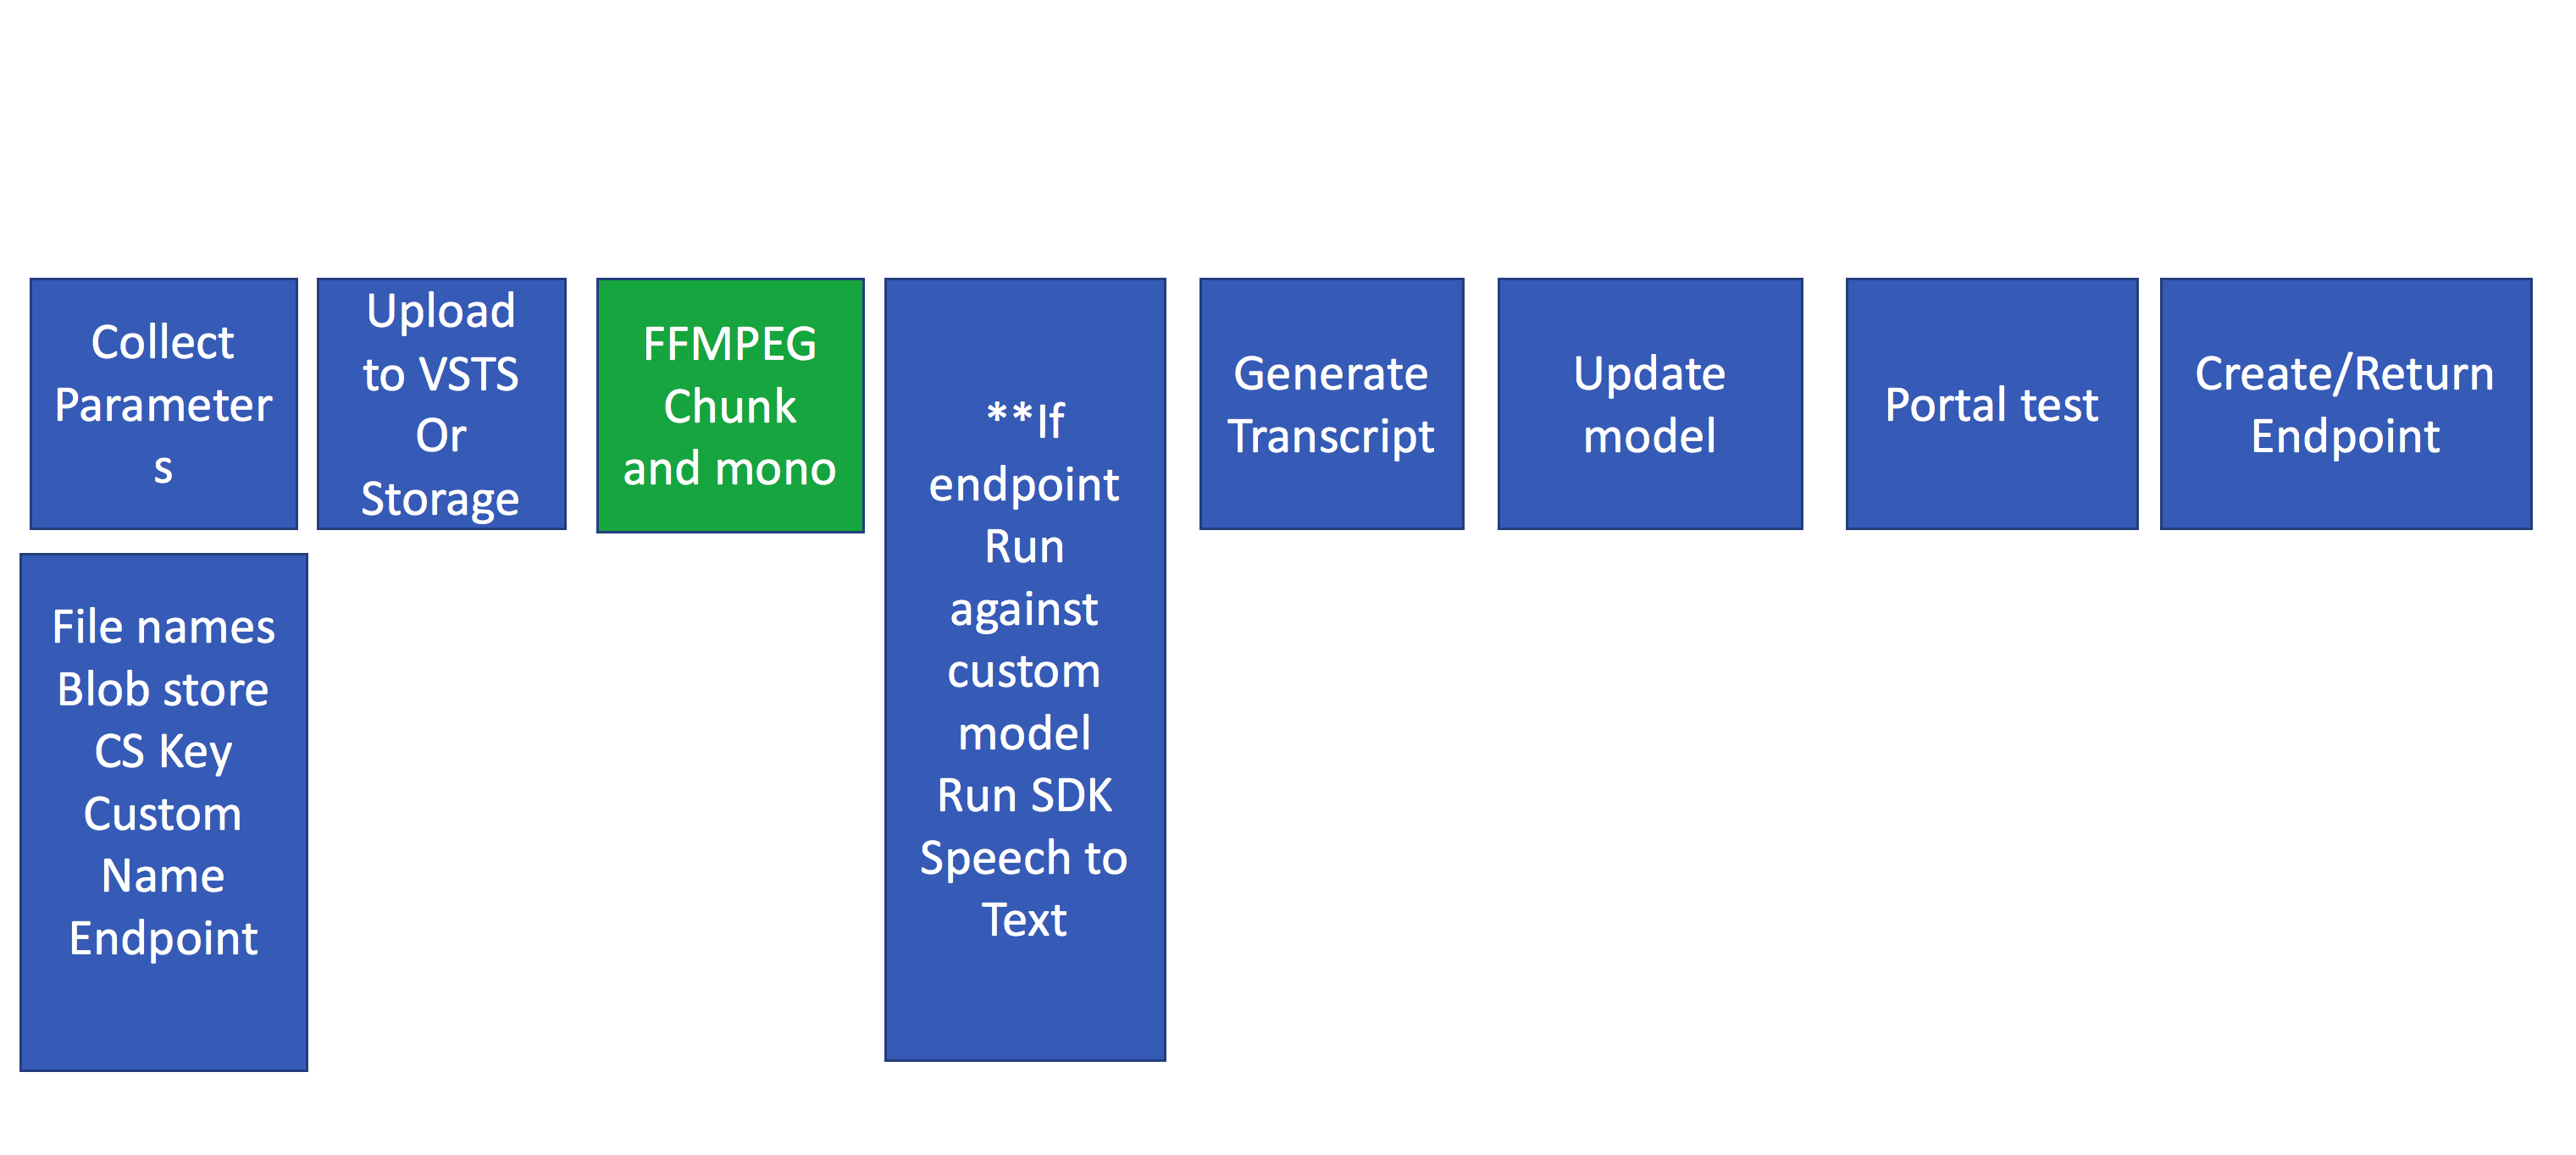 Collect
Parameter
s
Upload
to VSTS
Or
Storage
FFMPEG
Chunk
and mono
**If
endpoint
Run
against
custom
model
Run SDK
Speech to
Text
Generate
Transcript
Update
model
Portal test
Create/Return
Endpoint
File names
Blob store
CS Key
Custom
Name
Endpoint